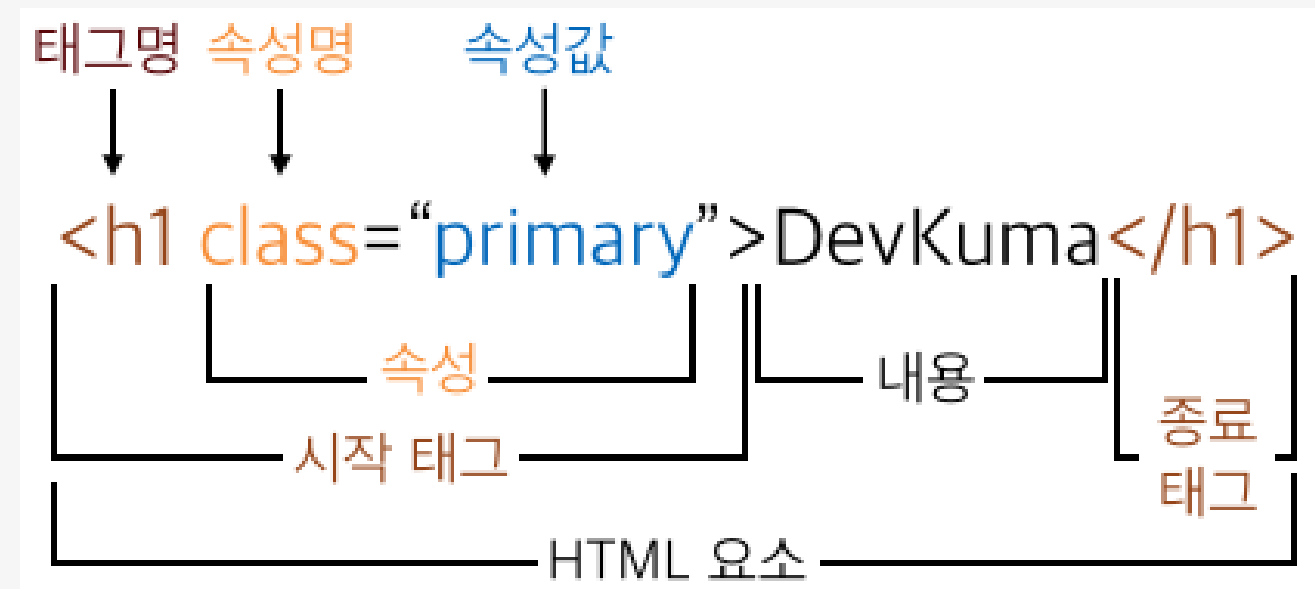 태그명 속성명 속성값
<h1 class=“primary”>DevKuma</h1>
속성
내용
시작 태그
종료
태그
HTML 요소